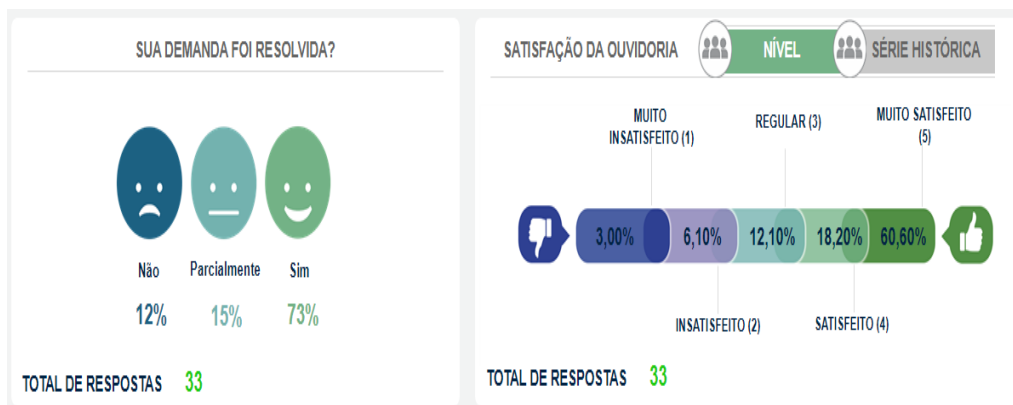 SUA DEMANDA FOI RESOLVIDA?
Não
Parcialmente
Sim
12%
15%
73%
TOTAL DE RESPOSTAS 33
SATISFAÇÃO DA OUVIDORIA
NÍVEL
SÉRIE HISTÓRICA
MUITO
INSATISFEITO (1)
REGULAR (3)
MUITO SATISFEITO
(5)
3,00%
6,10%
12,10%
18,20%
60,60%
INSATISFEITO (2)
SATISFEITO (4)
TOTAL DE RESPOSTAS 33